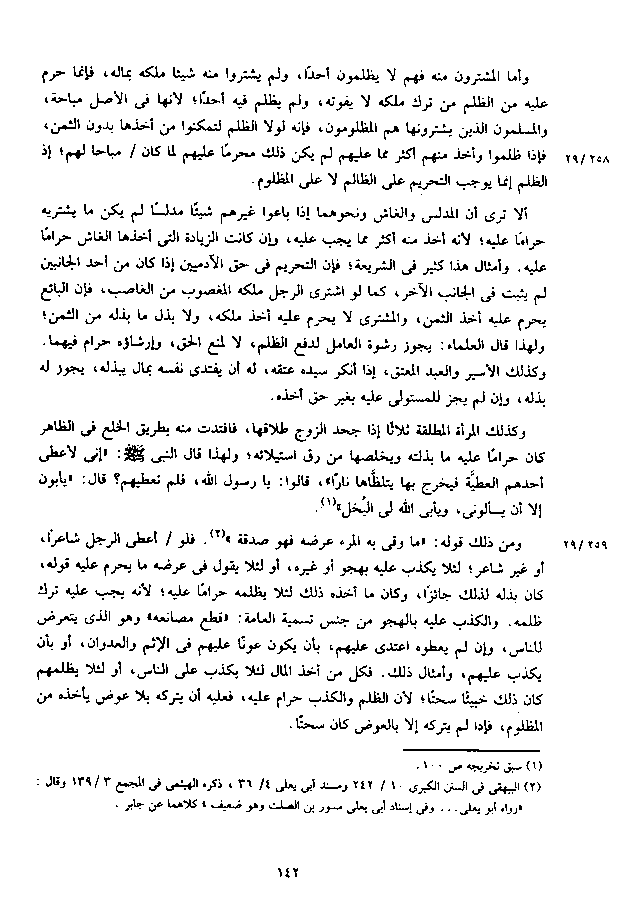 وأما المشترون منه فهم لا يظلمون أحدًا، ولم يشتروا منه شيئًا ملكه بماله، فإنما حرم
عليه من الظلم من ترك ملكه لا يفوته، ولم يظلم فيه أحدًا؛ لأنها فى الأصل مباحة،
والمسلمون الذين يشترونها هم المظلومون، فإنه لولا الظلم لتمكنوا من أخذها بدون الثمن،
٢٩/٢٥٨ فإذا ظلموا وأخذ منهم أكثر مما عليهم لم يكن ذلك محرمًا عليهم لما كان / مباحا لهم؛ إذ
الظلم إنما يوجب التحريم على الظالم لا على المظلوم.
ألا ترى أن المدلس والغاش ونحوهما إذا باعوا غيرهم شيئًا مدلسًا لم يكن ما يشتريه
حرامًا عليه؛ لأنه أخذ منه أكثر مما يجب عليه، وإن كانت الزيادة التى أخذها الغاش حرامًا
عليه. وأمثال هذا كثير فى الشريعة؛ فإن التحريم فى حق الآدميين إذا كان من أحد الجانبين
لم يثبت فى الجانب الآخر، كما لو اشترى الرجل ملكه المغصوب من الغاصب، فإن البائع
يحرم عليه أخذ الثمن، والمشترى لا يحرم عليه أخذ ملكه، ولا بذل ما بذله من الثمن؛
ولهذا قال العلماء: يجوز رشوة العامل لدفع الظلم، لا لمنع الحق، وإرشاؤه حرام فيهما.
وكذلك الأسير والعبد المعتق، إذا أنكر سيده عتقه، له أن يفتدى نفسه بمال يبذله، يجوز له
بذله، وإن لم يجز للمستولى عليه بغير حق أخذه.
وكذلك المرأة المطلقة ثلاثًا إذا جحد الزوج طلاقها، فافتدت منه بطريق الخلع فى الظاهر
كان حرامًا عليه ما بذلته ويخلصها من رق استيلائه؛ ولهذا قال النبى ﷺ: «إنى لأعطى
أحدهم العطيَّة فيخرج بها يتلظَّاها نارًا»، قالوا: يا رسول الله، فلم تعطيهم؟ قال: «يأبون
إلا أن يسألونى، ويأبى الله لى البُخل»(١).
٢٩/٢٥٩ ومن ذلك قوله: «ما وقى به المرء عرضه فهو صدقة »(٢). فلو / أعطى الرجل شاعرًا،
أو غير شاعر؛ لئلا يكذب عليه بهجو أو غيره، أو لئلا يقول فى عرضه ما يحرم عليه قوله،
كان بذله لذلك جائزًا، وكان ما أخذه ذلك لئلا يظلمه حرامًا عليه؛ لأنه يجب عليه ترك
ظلمه. والكذب عليه بالهجو من جنس تسمية العامة: «قطع مصانعه» وهو الذى يتعرض
للناس، وإن لم يعطوه اعتدى عليهم، بأن يكون عونًا عليهم فى الإثم والعدوان، أو بأن
يكذب عليهم، وأمثال ذلك. فكل من أخذ المال لئلا يكذب على الناس، أو لئلا يظلمهم
كان ذلك خبيثًا سحتًا؛ لأن الظلم والكذب حرام عليه، فعليه أن يتركه بلا عوض يأخذه من
المظلوم، فإذا لم يتركه إلا بالعوض كان سحتًا.
(١) سبق تخريجه ص ١٠٠.
(٢) البيهقى فى السنن الكبرى ١٠ / ٢٤٢ ومسند أبى يعلى ٤/ ٣٦ ، ذكره الهيثمى فى المجمع ٣ /١٣٩ وقال :
«رواه أبو يعلى... وفى إسناد أبى يعلى مسور بن الصلت وهو ضعيف ، كلاهما عن جابر .
١٤٢